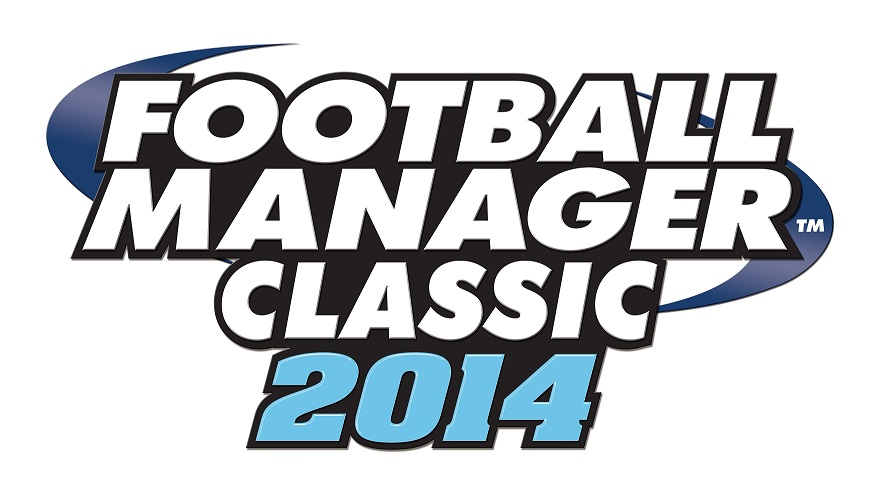 FOOTBALL
MANAGER™
CLASSIC
2014